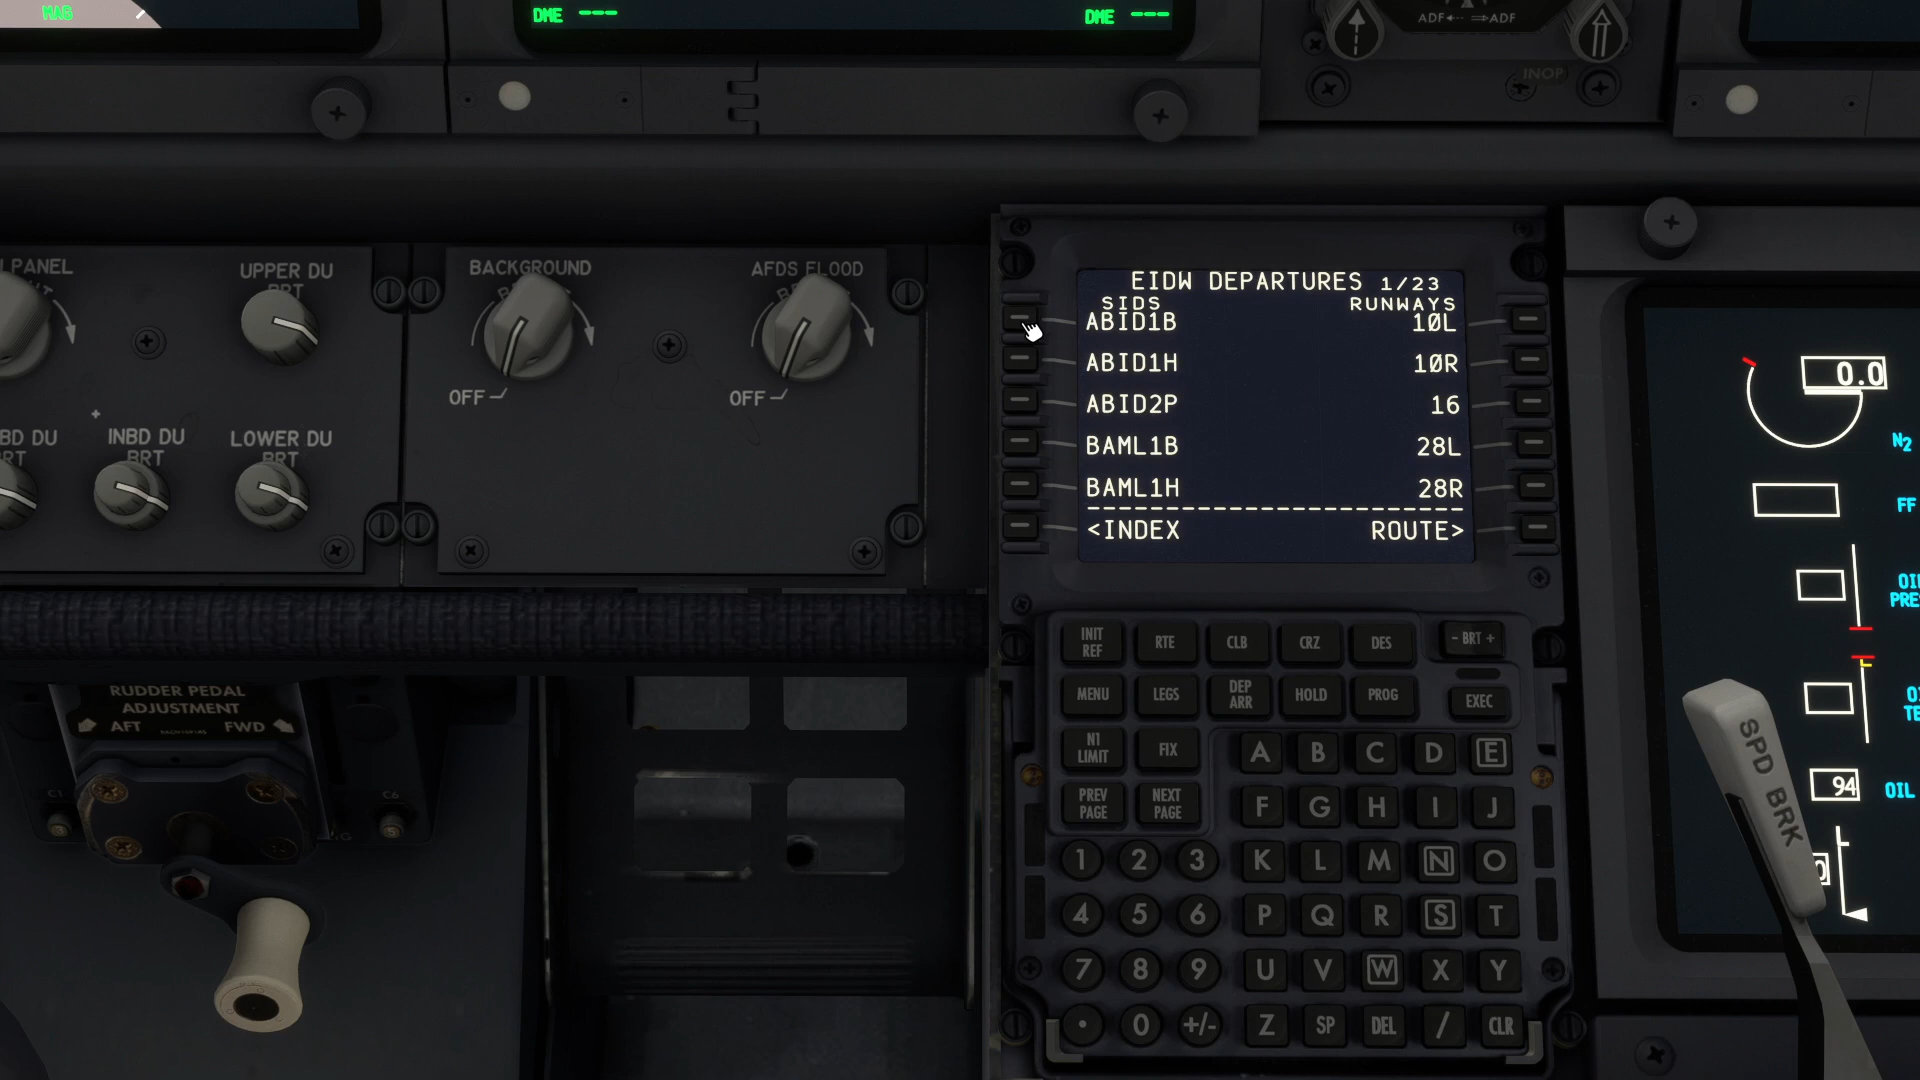 MAG
DME ---
DME ---
ADF ADF
INOP
PANEL
UPPER DU
BRT
BACKGROUND
AFDS FLOOD
OFF
OFF
INBD DU
BRT
LOWER DU
BRT
EIDW DEPARTURES 1/23
SIDS RUNWAYS
ABID1B 10L
ABID1H 10R
ABID2P 16
BAML1B 28L
BAML1H 28R
<INDEX ROUTE>
INIT REF
RTE
CLB
CRZ
DES
- BRT +
MENU
LEGS
DEP ARR
HOLD
PROG
EXEC
N1 LIMIT
FIX
A B C D E
PREV PAGE
NEXT PAGE
F G H I J
1 2 3 K L M N O
4 5 6 P Q R S T
7 8 9 U V W X Y
. 0 +/- Z SP DEL / CLR
RUDDER PEDAL
ADJUSTMENT
AFT FWD
C1
C6
0.0
N2
FF
OIL
94
SPD BRK